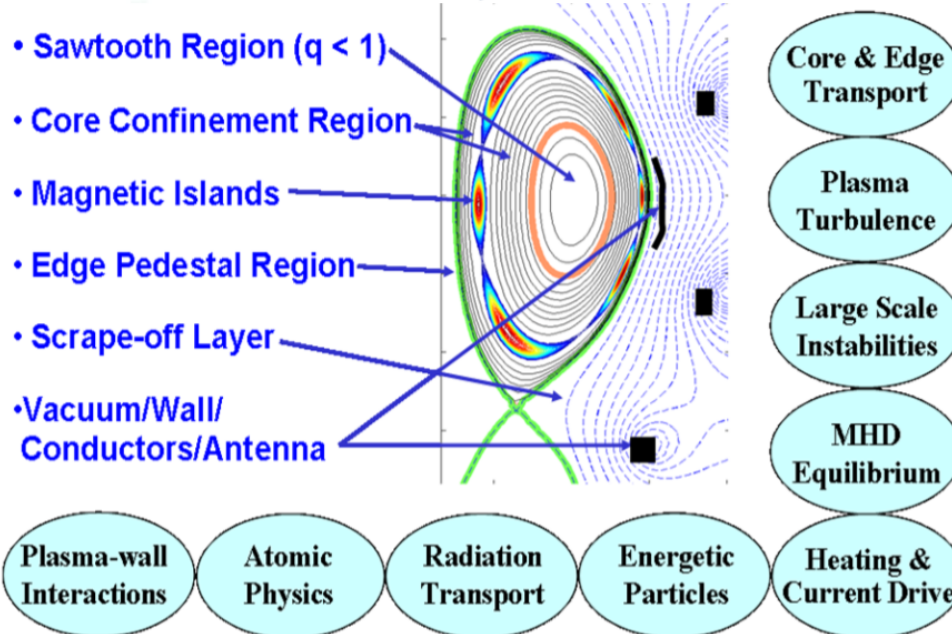 • Sawtooth Region (q < 1)
• Core Confinement Region
• Magnetic Islands
• Edge Pedestal Region
• Scrape-off Layer
•Vacuum/Wall/
Conductors/Antenna
Core & Edge
Transport
Plasma
Turbulence
Large Scale
Instabilities
MHD
Equilibrium
Plasma-wall
Interactions
Atomic
Physics
Radiation
Transport
Energetic
Particles
Heating &
Current Drive